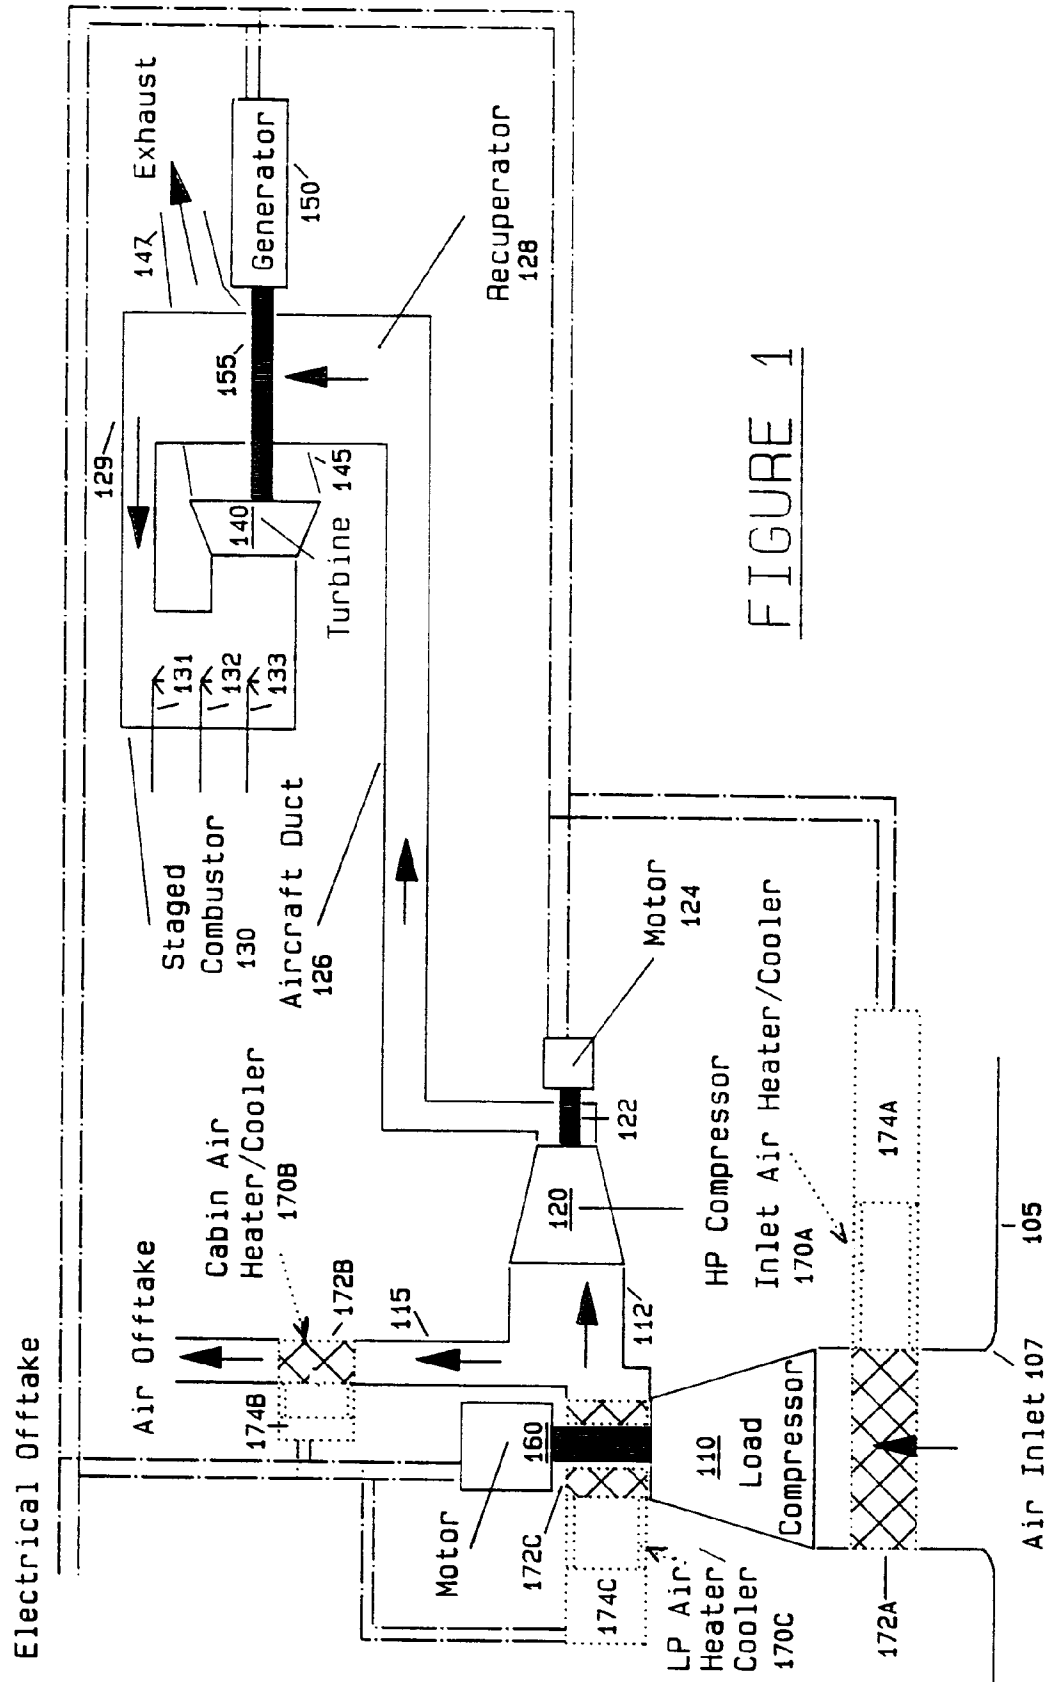 Electrical Offtake
Air Offtake
Cabin Air
Heater/Cooler
170B
174B
172B
115
Motor
160
172C
174C
LP Air
Heater/
Cooler
170C
110
Load
Compressor
112
172A
Air Inlet 107
105
120
HP Compressor
122
Motor
124
Inlet Air Heater/Cooler
170A
174A
Aircraft Duct
126
Staged
Combustor
130
131
132
133
129
140
Turbine 145
155
147
Exhaust
Generator
150
Recuperator
128
FIGURE 1